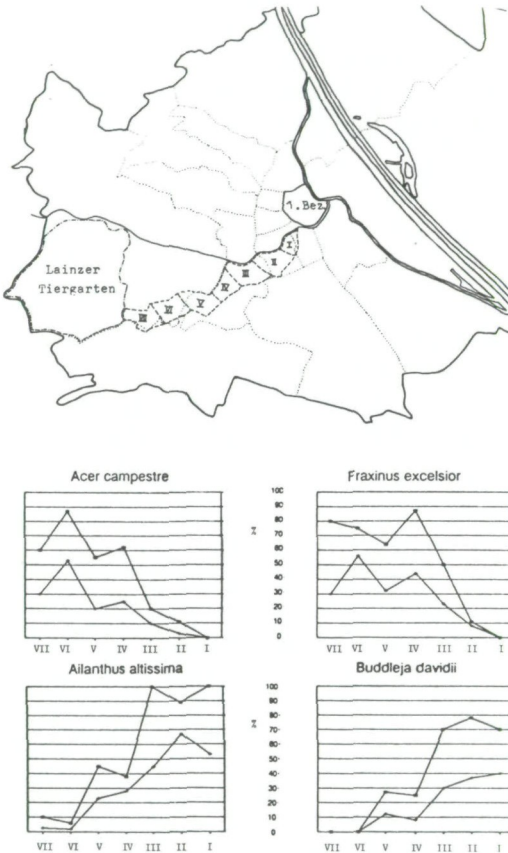 1.Bez.
I
II
III
IV
V
VI
VII
Lainzer
Tiergarten
Acer campestre
Fraxinus excelsior
100
90
80
70
60
50
40
30
20
10
0
VII VI V IV III II I
VII VI V IV III II I
Ailanthus altissima
Buddleja davidii
100
90
80
70
60
50
40
30
20
10
0
VII VI V IV III II I
VII VI V IV III II I